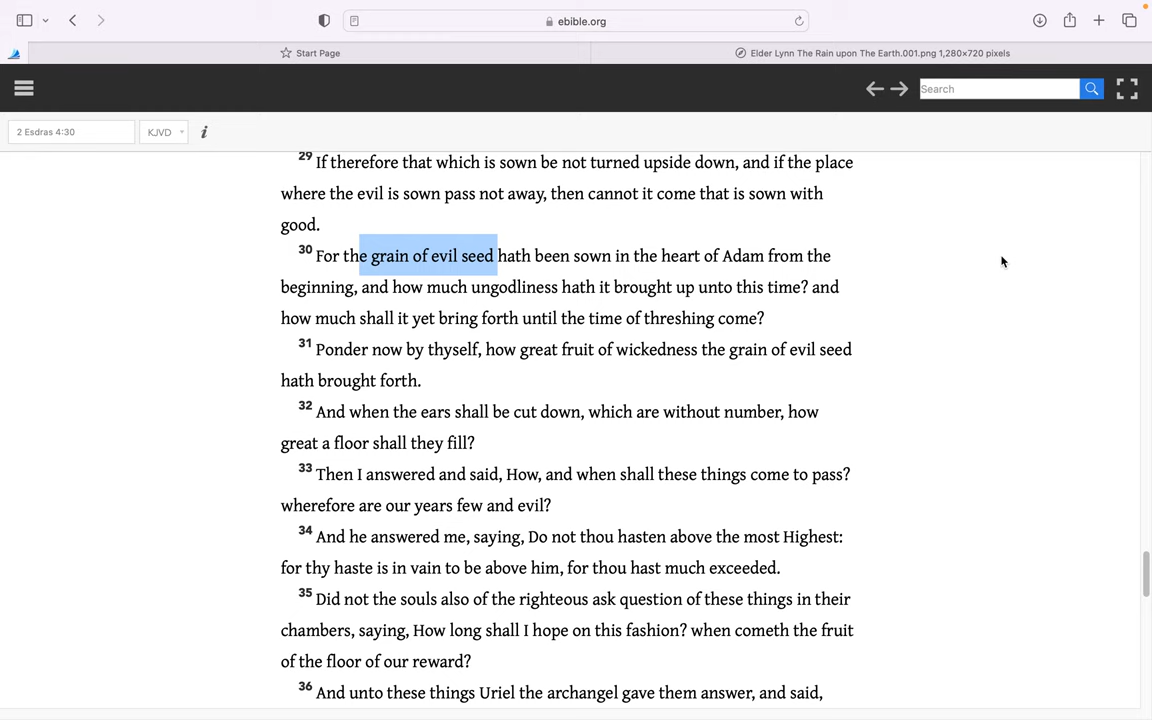 ebible.org
Start Page
Elder Lynn The Rain upon The Earth.001.png 1,280×720 pixels
Search
2 Esdras 4:30
KJVD
i
29 If therefore that which is sown be not turned upside down, and if the place
where the evil is sown pass not away, then cannot it come that is sown with
good.
30 For the grain of evil seed hath been sown in the heart of Adam from the
beginning, and how much ungodliness hath it brought up unto this time? and
how much shall it yet bring forth until the time of threshing come?
31 Ponder now by thyself, how great fruit of wickedness the grain of evil seed
hath brought forth.
32 And when the ears shall be cut down, which are without number, how
great a floor shall they fill?
33 Then I answered and said, How, and when shall these things come to pass?
wherefore are our years few and evil?
34 And he answered me, saying, Do not thou hasten above the most Highest:
for thy haste is in vain to be above him, for thou hast much exceeded.
35 Did not the souls also of the righteous ask question of these things in their
chambers, saying, How long shall I hope on this fashion? when cometh the fruit
of the floor of our reward?
36 And unto these things Uriel the archangel gave them answer, and said,